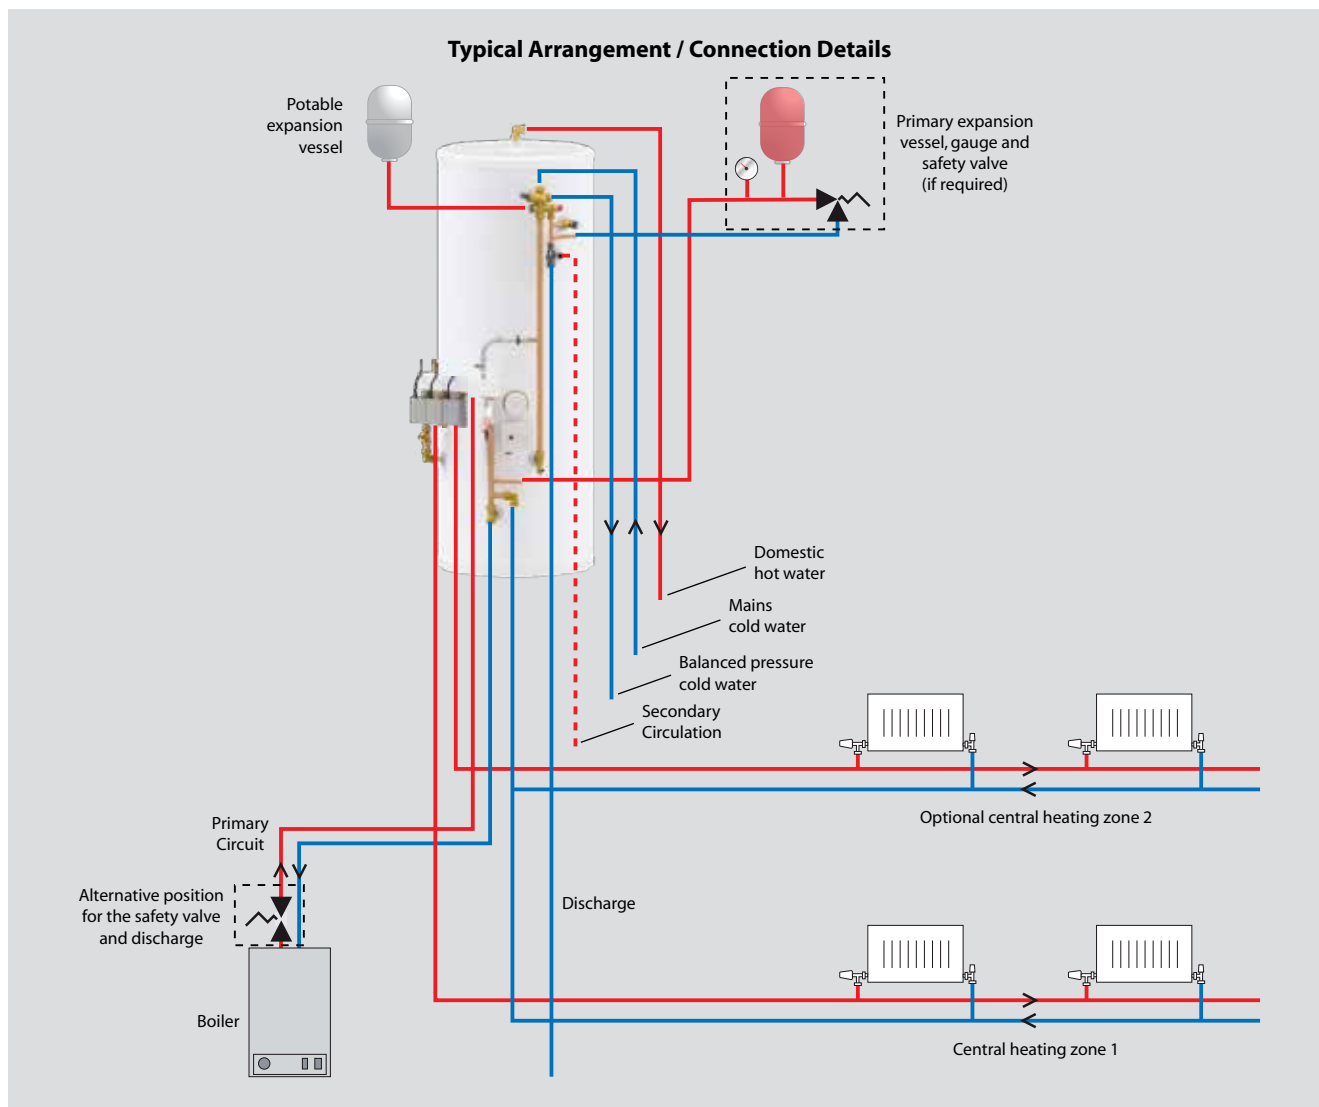 Typical Arrangement / Connection Details
Potable
expansion
vessel
Primary expansion
vessel, gauge and
safety valve
(if required)
Domestic
hot water
Mains
cold water
Balanced pressure
cold water
Secondary
Circulation
Optional central heating zone 2
Primary
Circuit
Alternative position
for the safety valve
and discharge
Discharge
Boiler
Central heating zone 1